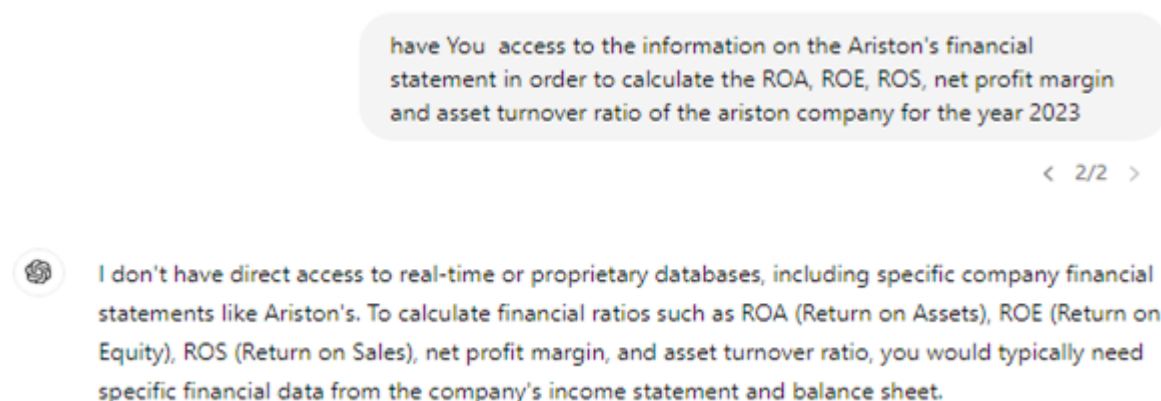 have You access to the information on the Ariston's financial
statement in order to calculate the ROA, ROE, ROS, net profit margin
and asset turnover ratio of the ariston company for the year 2023
< 2/2 >
I don't have direct access to real-time or proprietary databases, including specific company financial
statements like Ariston's. To calculate financial ratios such as ROA (Return on Assets), ROE (Return on
Equity), ROS (Return on Sales), net profit margin, and asset turnover ratio, you would typically need
specific financial data from the company's income statement and balance sheet.